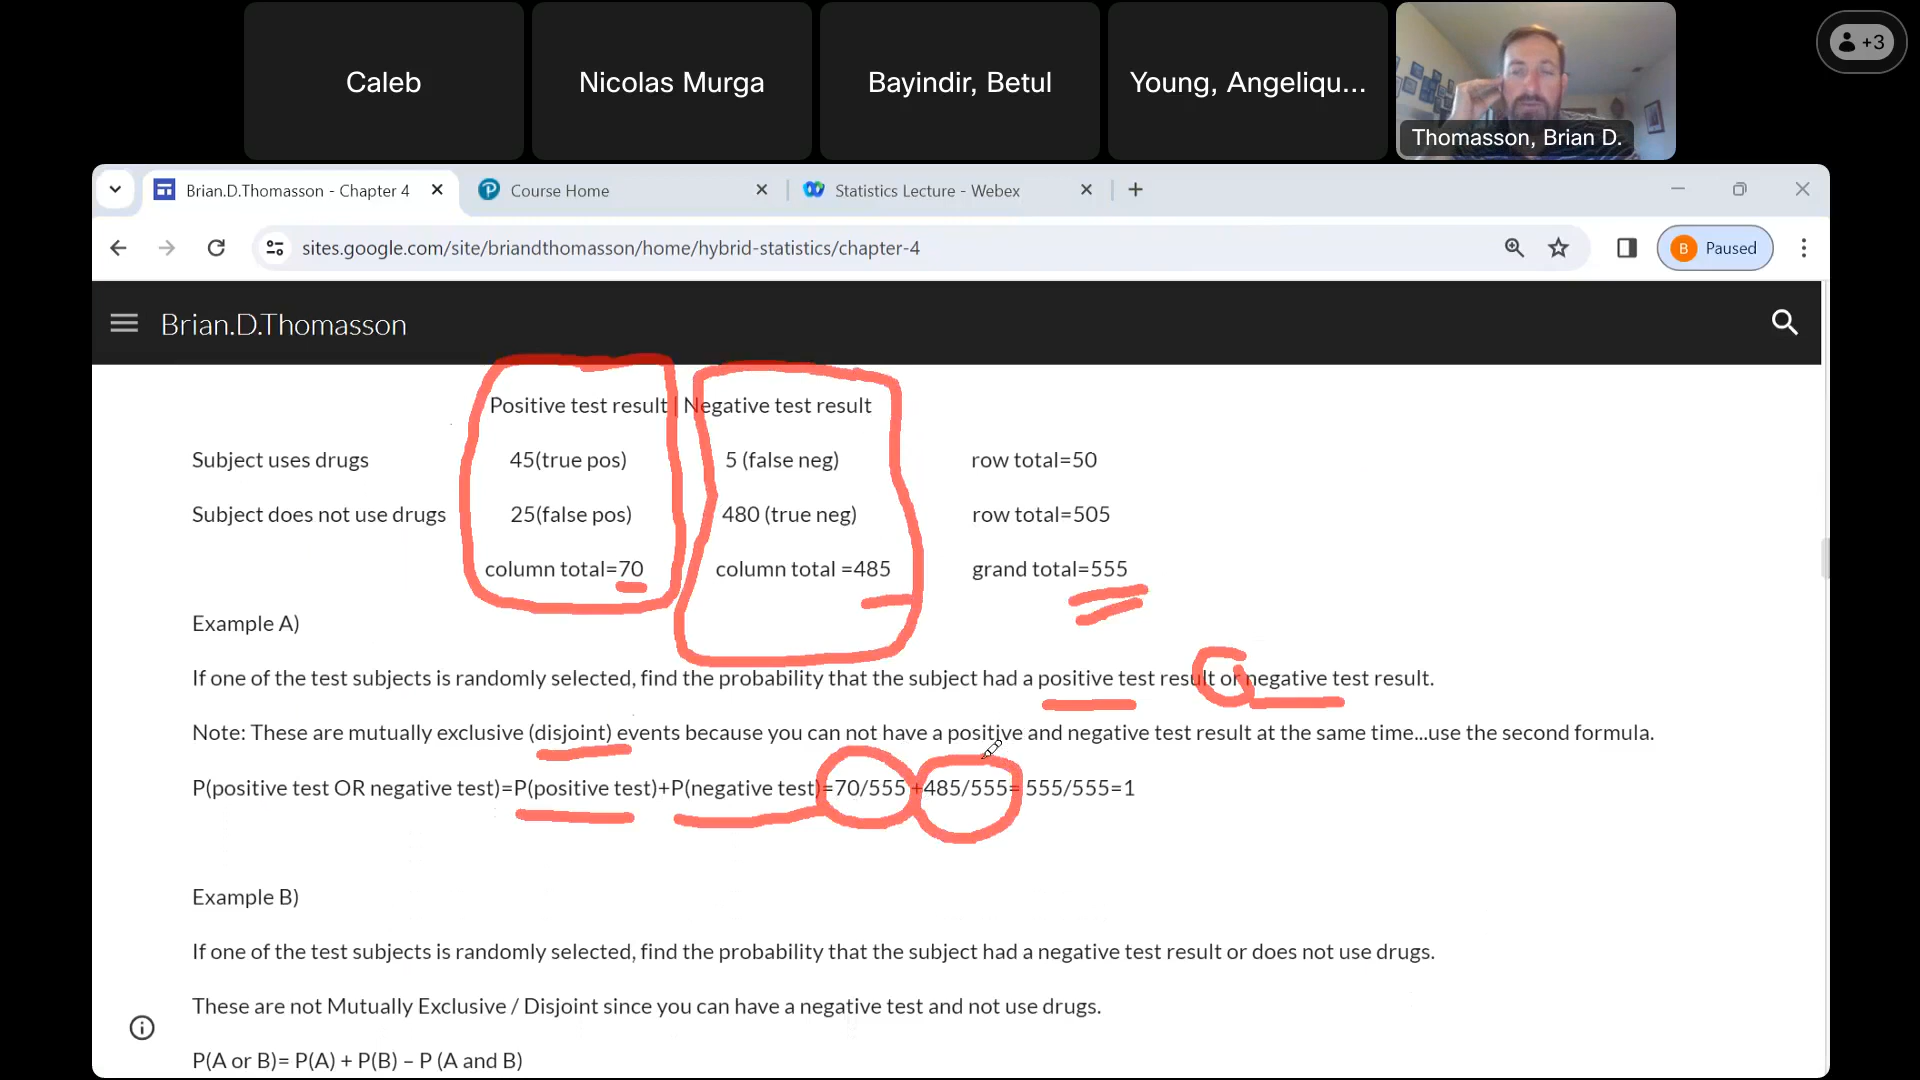 Caleb
Nicolas Murga
Bayindir, Betul
Young, Angeliqu...
Thomasson, Brian D.
+3
Brian.D.Thomasson - Chapter 4
Course Home
Statistics Lecture - Webex
sites.google.com/site/briandthomasson/home/hybrid-statistics/chapter-4
B Paused
Brian.D.Thomasson
Positive test result | Negative test result
Subject uses drugs 45(true pos) 5 (false neg) row total=50
Subject does not use drugs 25(false pos) 480 (true neg) row total=505
column total=70 column total =485 grand total=555
Example A)
If one of the test subjects is randomly selected, find the probability that the subject had a positive test result or negative test result.
Note: These are mutually exclusive (disjoint) events because you can not have a positive and negative test result at the same time...use the second formula.
P(positive test OR negative test)=P(positive test)+P(negative test)=70/555 +485/555= 555/555=1
Example B)
If one of the test subjects is randomly selected, find the probability that the subject had a negative test result or does not use drugs.
These are not Mutually Exclusive / Disjoint since you can have a negative test and not use drugs.
P(A or B)= P(A) + P(B) – P (A and B)